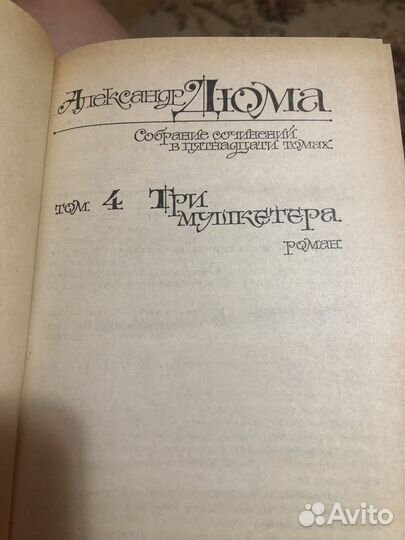 Александр Дюма
Собрание сочинений
в пятнадцати томах
том 4 Три
мушкетера
роман
Avito